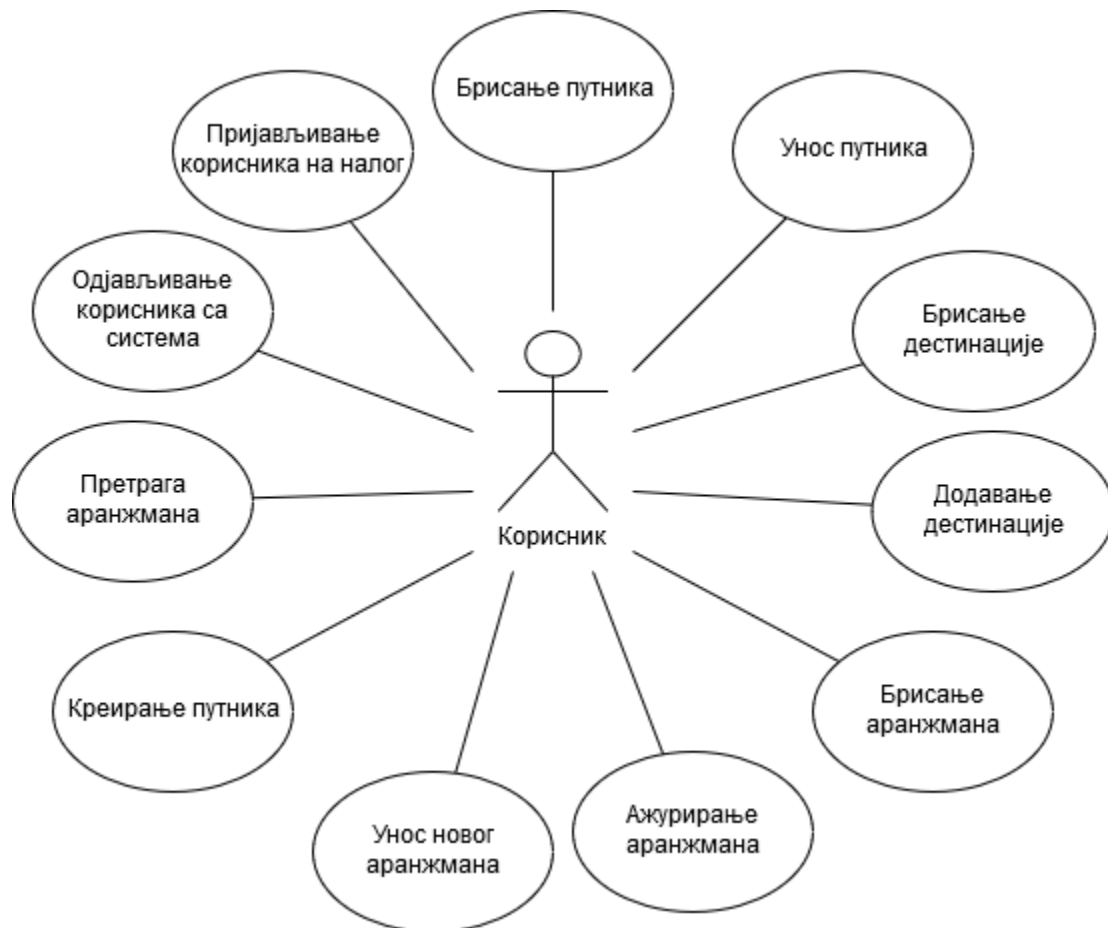 Брисање путника
Пријављивање
корисника на налог
Унос путника
Одјављивање
корисника са
система
Брисање
дестинације
Претрага
аранжмана
Додавање
дестинације
Корисник
Креирање путника
Брисање
аранжмана
Унос новог
аранжмана
Ажурирање
аранжмана